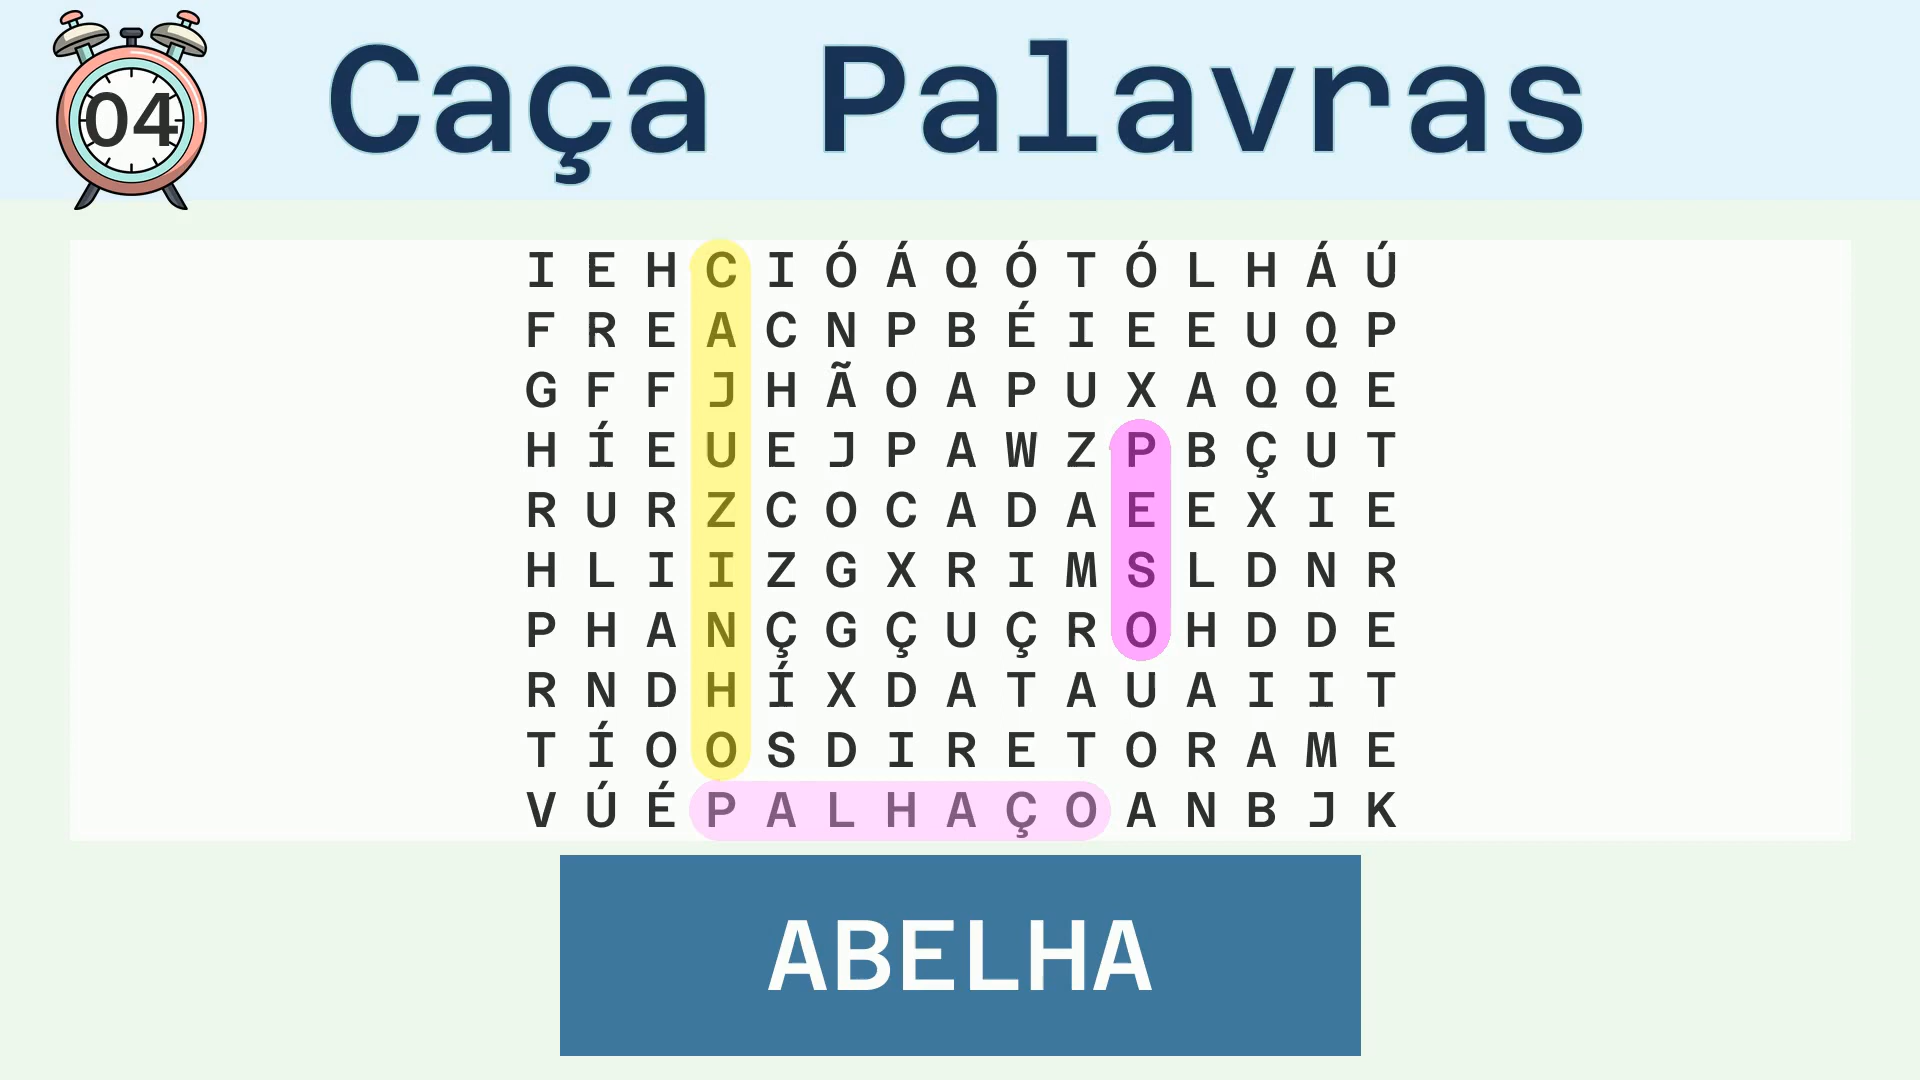 04
Caça Palavras
I E H C I Ó Á Q Ó T Ó L H Á Ú
F R E A C N P B É I E E U Q P
G F F J H Ã O A P U X A Q Q E
H Í E U E J P A W Z P B Ç U T
R U R Z C O C A D A E E X I E
H L I I Z G X R I M S L D N R
P H A N Ç G Ç U Ç R O H D D E
R N D H Í X D A T A U A I I T
T Í O O S D I R E T O R A M E
V Ú É P A L H A Ç O A N B J K
ABELHA